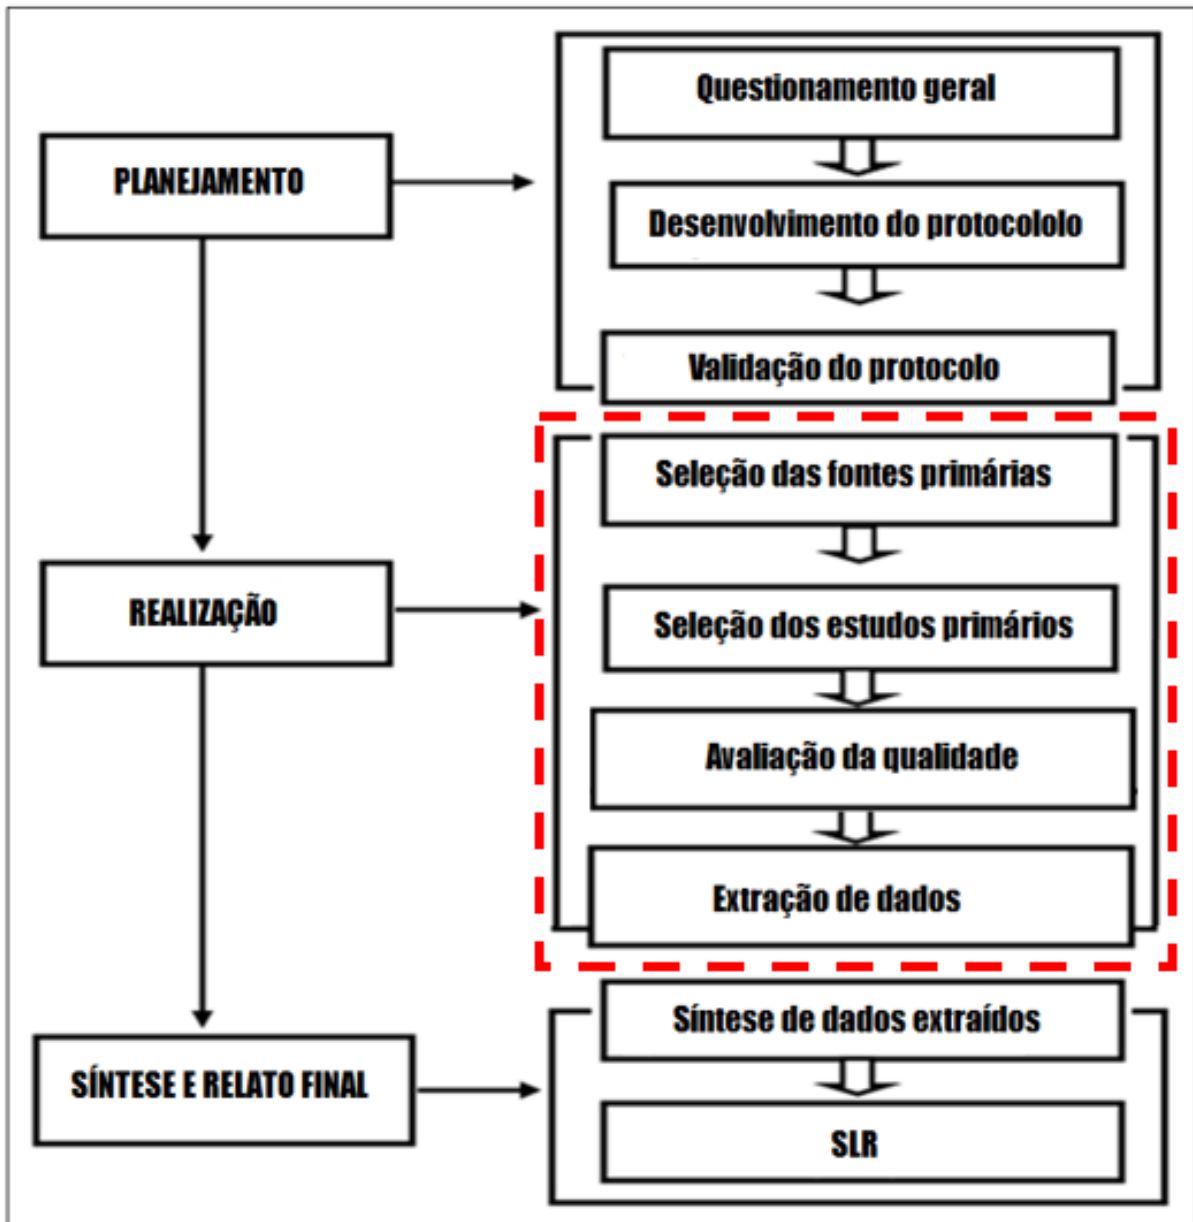 Questionamento geral
PLANEJAMENTO
Desenvolvimento do protocololo
Validação do protocolo
Seleção das fontes primárias
REALIZAÇÃO
Seleção dos estudos primários
Avaliação da qualidade
Extração de dados
Síntese de dados extraídos
SÍNTESE E RELATO FINAL
SLR